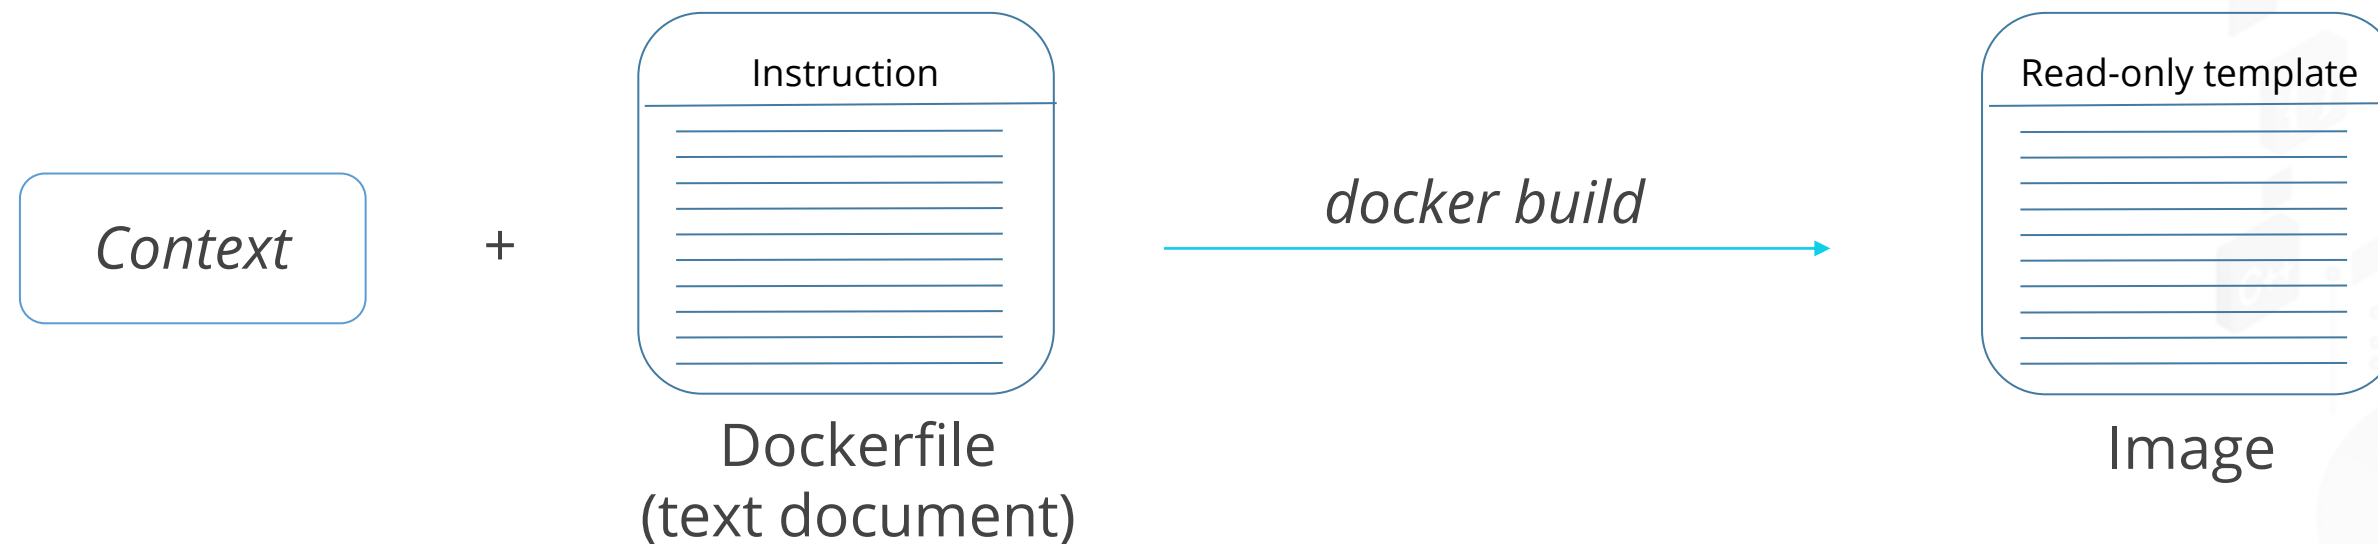 Context
+
Instruction
Dockerfile
(text document)
docker build
Read-only template
Image